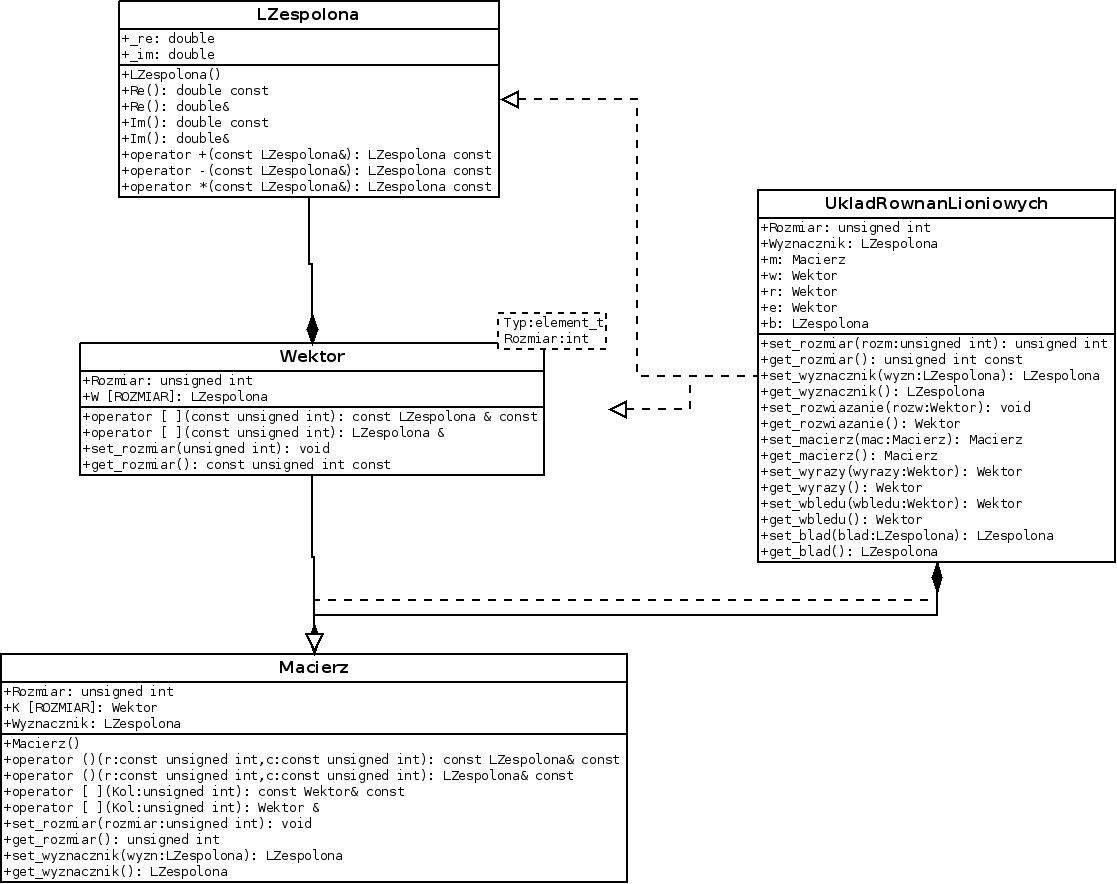 LZespolona
+_re: double
+_im: double
+LZespolona()
+Re(): double const
+Re(): double&
+Im(): double const
+Im(): double&
+operator +(const LZespolona&): LZespolona const
+operator -(const LZespolona&): LZespolona const
+operator *(const LZespolona&): LZespolona const
UkladRownanLioniowych
+Rozmiar: unsigned int
+Wyznacznik: LZespolona
+m: Macierz
+w: Wektor
+r: Wektor
+e: Wektor
+b: LZespolona
+set_rozmiar(rozm:unsigned int): unsigned int
+get_rozmiar(): unsigned int const
+set_wyznacznik(wyzn:LZespolona): LZespolona
+get_wyznacznik(): LZespolona
+set_rozwiazanie(rozw:Wektor): void
+get_rozwiazanie(): Wektor
+set_macierz(mac:Macierz): Macierz
+get_macierz(): Macierz
+set_wyrazy(wyrazy:Wektor): Wektor
+get_wyrazy(): Wektor
+set_wbledu(wbledu:Wektor): Wektor
+get_wbledu(): Wektor
+set_blad(blad:LZespolona): LZespolona
+get_blad(): LZespolona
Typ:element_t
Rozmiar:int
Wektor
+Rozmiar: unsigned int
+W [ROZMIAR]: LZespolona
+operator [ ](const unsigned int): const LZespolona & const
+operator [ ](const unsigned int): LZespolona &
+set_rozmiar(unsigned int): void
+get_rozmiar(): const unsigned int const
Macierz
+Rozmiar: unsigned int
+K [ROZMIAR]: Wektor
+Wyznacznik: LZespolona
+Macierz()
+operator ()(r:const unsigned int,c:const unsigned int): const LZespolona& const
+operator ()(r:const unsigned int,c:const unsigned int): LZespolona& const
+operator [ ](Kol:unsigned int): const Wektor& const
+operator [ ](Kol:unsigned int): Wektor &
+set_rozmiar(rozmiar:unsigned int): void
+get_rozmiar(): unsigned int
+set_wyznacznik(wyzn:LZespolona): LZespolona
+get_wyznacznik(): LZespolona